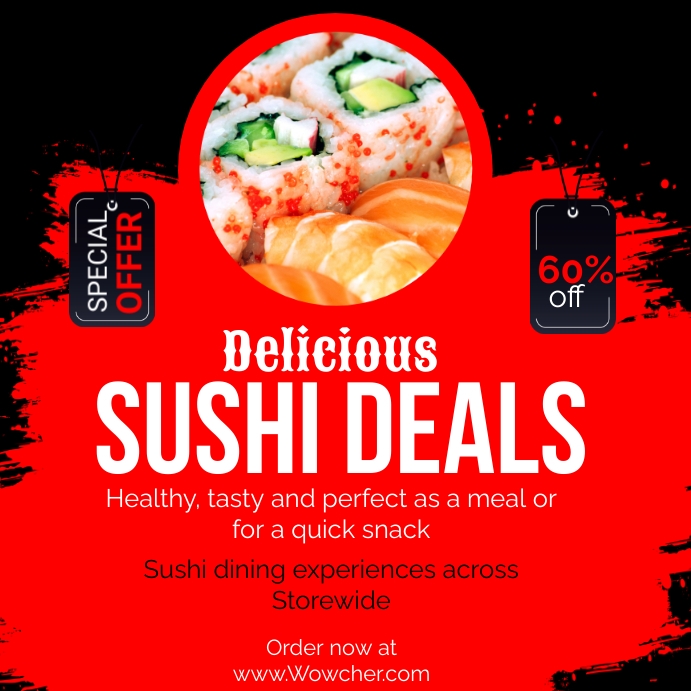 SPECIAL
OFFER
60%
off
Delicious
SUSHI DEALS
Healthy, tasty and perfect as a meal or
for a quick snack
Sushi dining experiences across
Storewide
Order now at
www.Wowcher.com